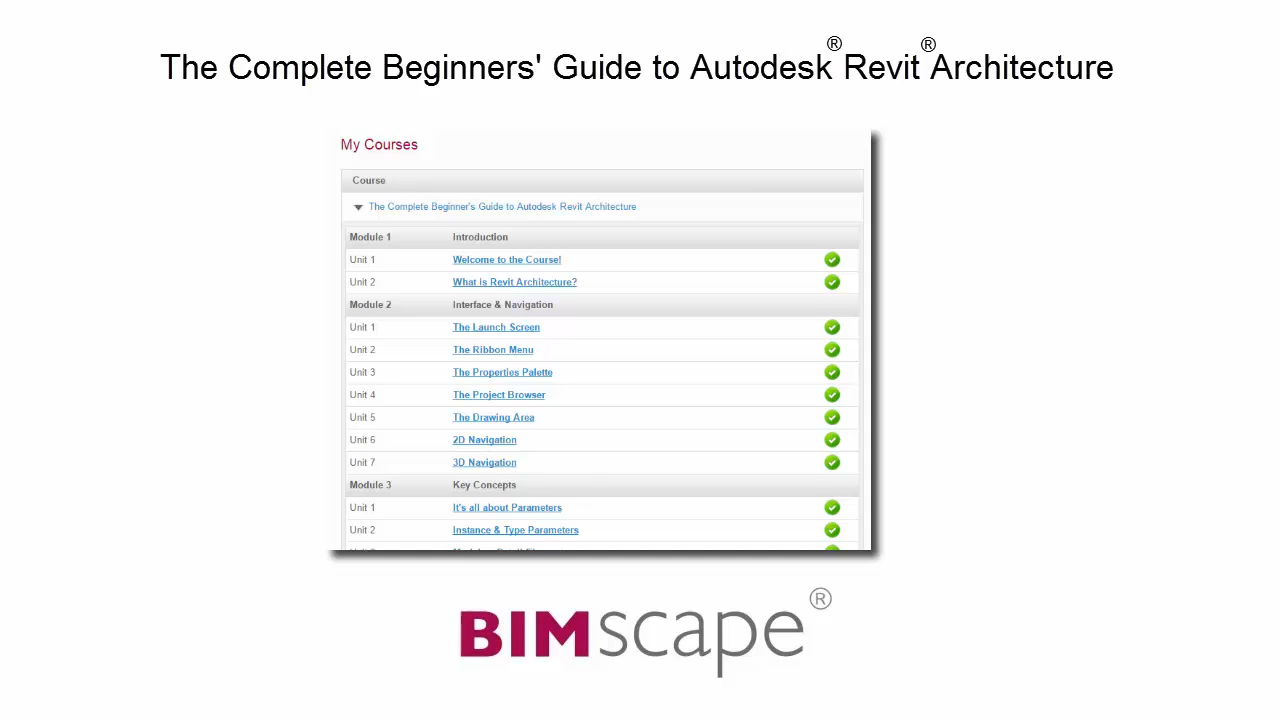 The Complete Beginners' Guide to Autodesk® Revit® Architecture
My Courses
Course
The Complete Beginner's Guide to Autodesk Revit Architecture
Module 1 Introduction
Unit 1 Welcome to the Course!
Unit 2 What is Revit Architecture?
Module 2 Interface & Navigation
Unit 1 The Launch Screen
Unit 2 The Ribbon Menu
Unit 3 The Properties Palette
Unit 4 The Project Browser
Unit 5 The Drawing Area
Unit 6 2D Navigation
Unit 7 3D Navigation
Module 3 Key Concepts
Unit 1 It's all about Parameters
Unit 2 Instance & Type Parameters
BIMscape®